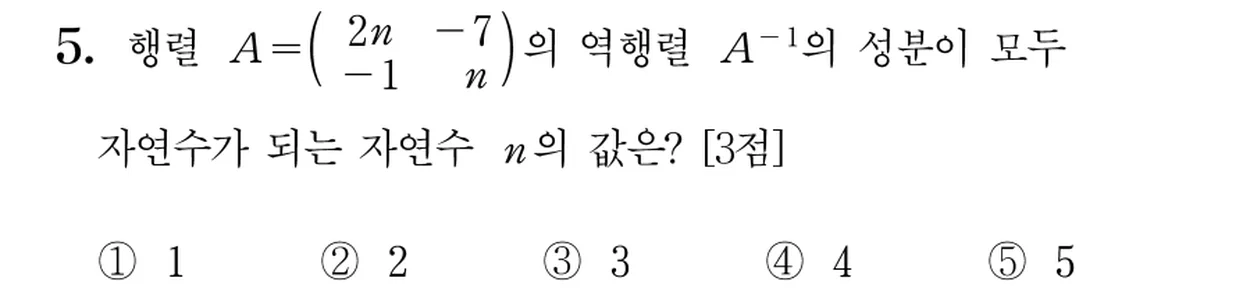 5. 행렬 A=( 2n -7 )의 역행렬 A⁻¹의 성분이 모두
( -1 n )
자연수가 되는 자연수 n의 값은? [3점]
① 1 ② 2 ③ 3 ④ 4 ⑤ 5